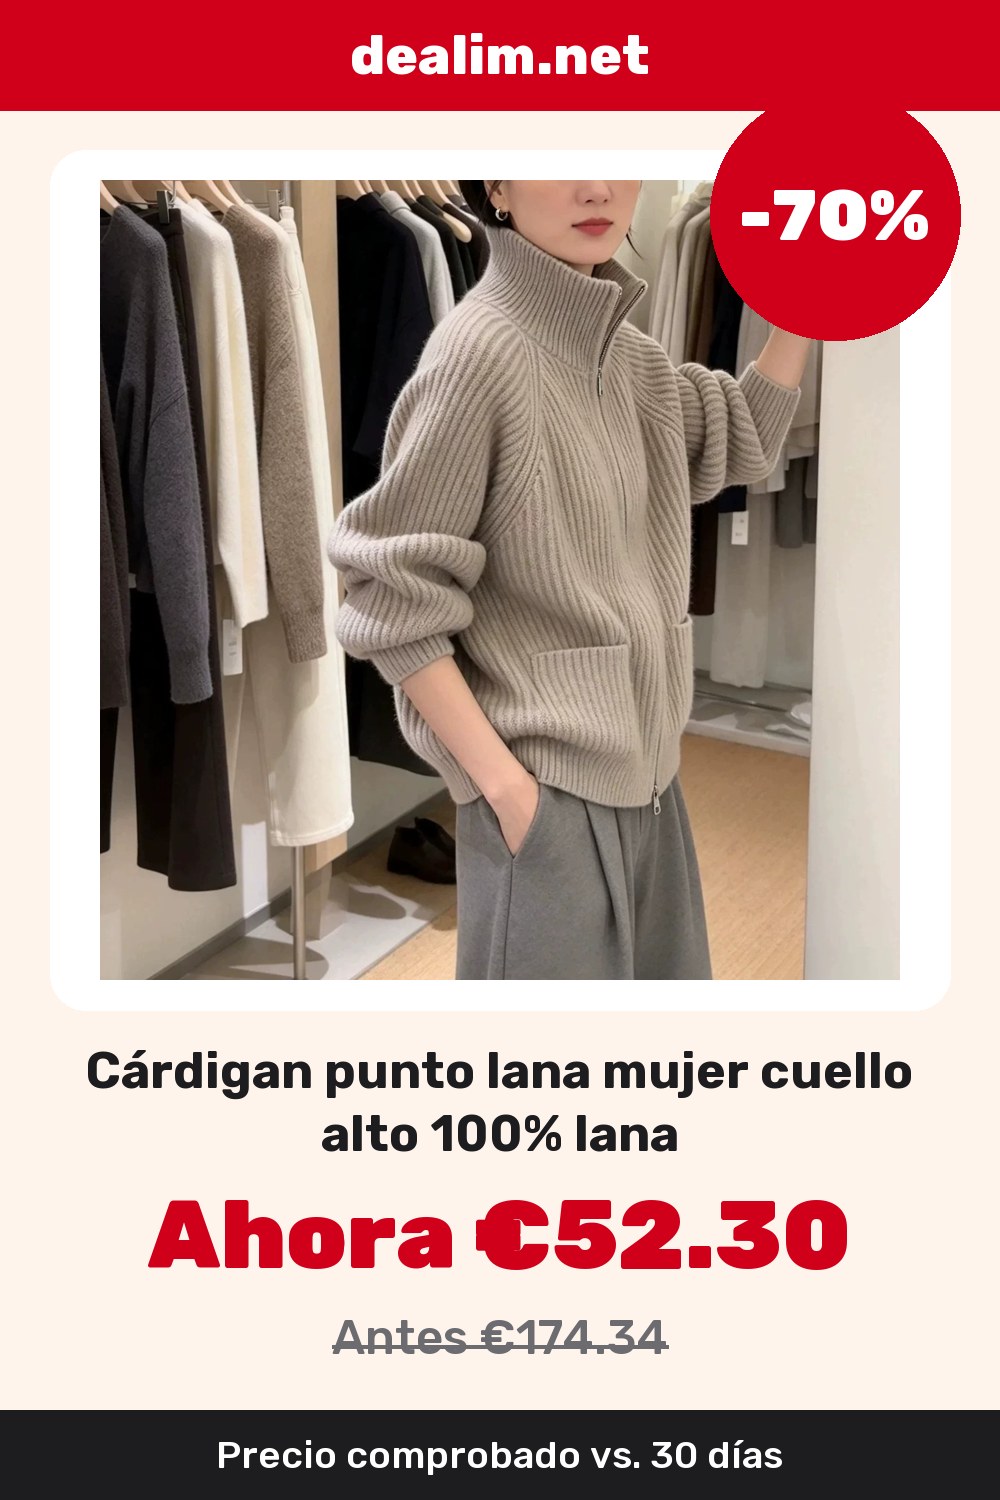 dealim.net
-70%
Cárdigan punto lana mujer cuello
alto 100% lana
Ahora €52.30
Antes €174.34
Precio comprobado vs. 30 días